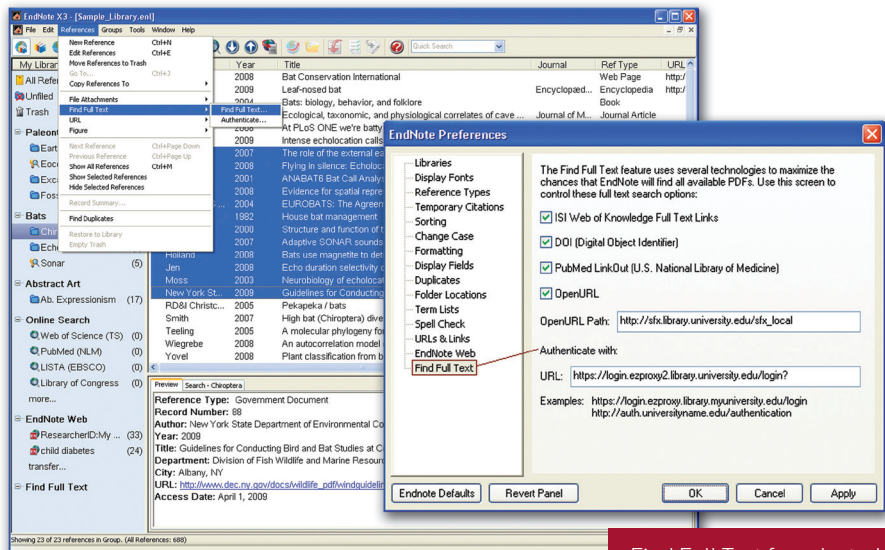 EndNote X3 - [Sample_Library.enl]
File Edit References Groups Tools Window Help
Quick Search
New Reference Ctrl+N
Edit References Ctrl+E
Move References to Trash
Go To... Ctrl+J
Copy References To
File Attachments
Find Full Text
URL
Figure
Next Reference Ctrl+Page Down
Previous Reference Ctrl+Page Up
Show All References Ctrl+M
Show Selected References
Hide Selected References
Record Summary...
Find Duplicates
Restore to Library
Empty Trash
Find Full Text...
Authenticate...
My Librar
All Refer
Unfiled
Trash
Paleont
Eart
Eoc
Exc
Foss
Bats
Chir
Echo
Sonar (5)
Abstract Art
Ab. Expressionism (17)
Online Search
Web of Science (TS) (0)
PubMed (NLM) (0)
LISTA (EBSCO) (0)
Library of Congress (0)
more...
EndNote Web
ResearcherID:My ... (33)
child diabetes (24)
transfer...
Find Full Text
Year Title Journal Ref Type URL
2008 Bat Conservation International Web Page http:/
2009 Leaf-nosed bat Encyclopæd... Encyclopedia http:/
2004 Bats: biology, behavior, and folklore Book
Ecological, taxonomic, and physiological correlates of cave ... Journal of M... Journal Article
At PLoS ONE we're batty
2009 Intense echolocation calls
2007 The role of the external ea
2008 Flying in silence: Echoloc
2001 ANABAT6 Bat Call Analys
2008 Evidence for spatial repre
... 2004 EUROBATS: The Agreen
1982 House bat management
2000 Structure and function of t
2007 Adaptive SONAR sounds
Holland 2008 Bats use magnetite to det
Jen 2008 Echo duration selectivity o
Moss 2003 Neurobiology of echolocat
New York St... 2009 Guidelines for Conducting
RD&I Christc... 2005 Pekapeka / bats
Smith 2007 High bat (Chiroptera) dive
Teeling 2005 A molecular phylogeny for
Wiegrebe 2008 An autocorrelation model
Yovel 2008 Plant classification from b
Preview Search - Chiroptera
Reference Type: Government Document
Record Number: 88
Author: New York State Department of Environmental Co
Year: 2009
Title: Guidelines for Conducting Bird and Bat Studies at C
Department: Division of Fish Wildlife and Marine Resour
City: Albany, NY
URL: http://www.dec.ny.gov/docs/wildlife_pdf/windguidelin
Access Date: April 1, 2009
Showing 23 of 23 references in Group. (All References: 688)
EndNote Preferences
Libraries
Display Fonts
Reference Types
Temporary Citations
Sorting
Change Case
Formatting
Display Fields
Duplicates
Folder Locations
Term Lists
Spell Check
URLs & Links
EndNote Web
Find Full Text
The Find Full Text feature uses several technologies to maximize the
chances that EndNote will find all available PDFs. Use this screen to
control these full text search options:
ISI Web of Knowledge Full Text Links
DOI (Digital Object Identifier)
PubMed LinkOut (U.S. National Library of Medicine)
OpenURL
OpenURL Path: http://sfx.library.university.edu/sfx_local
Authenticate with:
URL: https://login.ezproxy2.library.university.edu/login?
Examples: https://login.ezproxy.library.myuniversity.edu/login
http://auth.universityname.edu/authentication
Endnote Defaults Revert Panel OK Cancel Apply